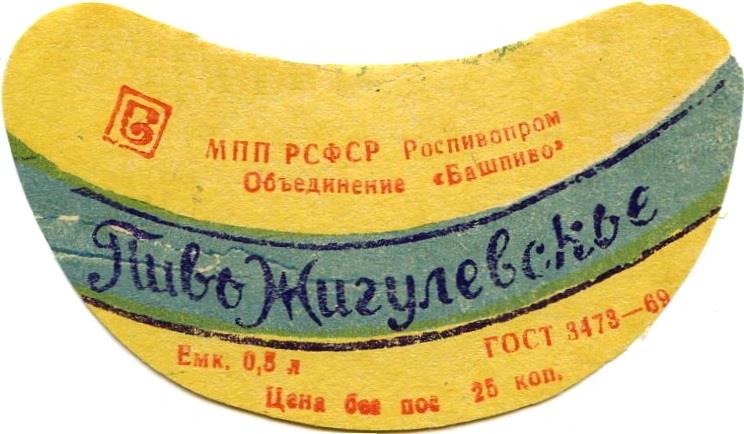 Б
МПП РСФСР Роспивопром
Объединение «Башпиво»
Пиво Жигулевское
Емк. 0,5 л ГОСТ 3473—69
Цена без пос 25 коп.